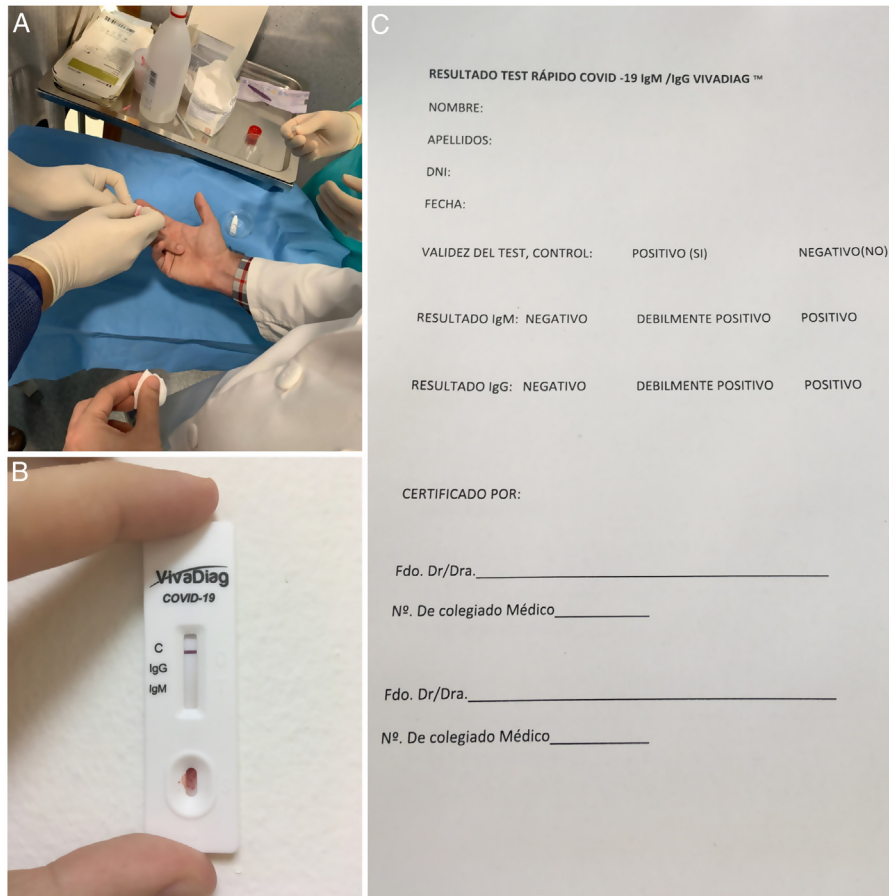 A
B
VivaDiag
COVID-19
C
IgG
IgM
C
RESULTADO TEST RÁPIDO COVID -19 IgM /IgG VIVADIAG ™
NOMBRE:
APELLIDOS:
DNI:
FECHA:
VALIDEZ DEL TEST, CONTROL: POSITIVO (SI) NEGATIVO(NO)
RESULTADO IgM: NEGATIVO DEBILMENTE POSITIVO POSITIVO
RESULTADO IgG: NEGATIVO DEBILMENTE POSITIVO POSITIVO
CERTIFICADO POR:
Fdo. Dr/Dra.
Nº. De colegiado Médico
Fdo. Dr/Dra.
Nº. De colegiado Médico